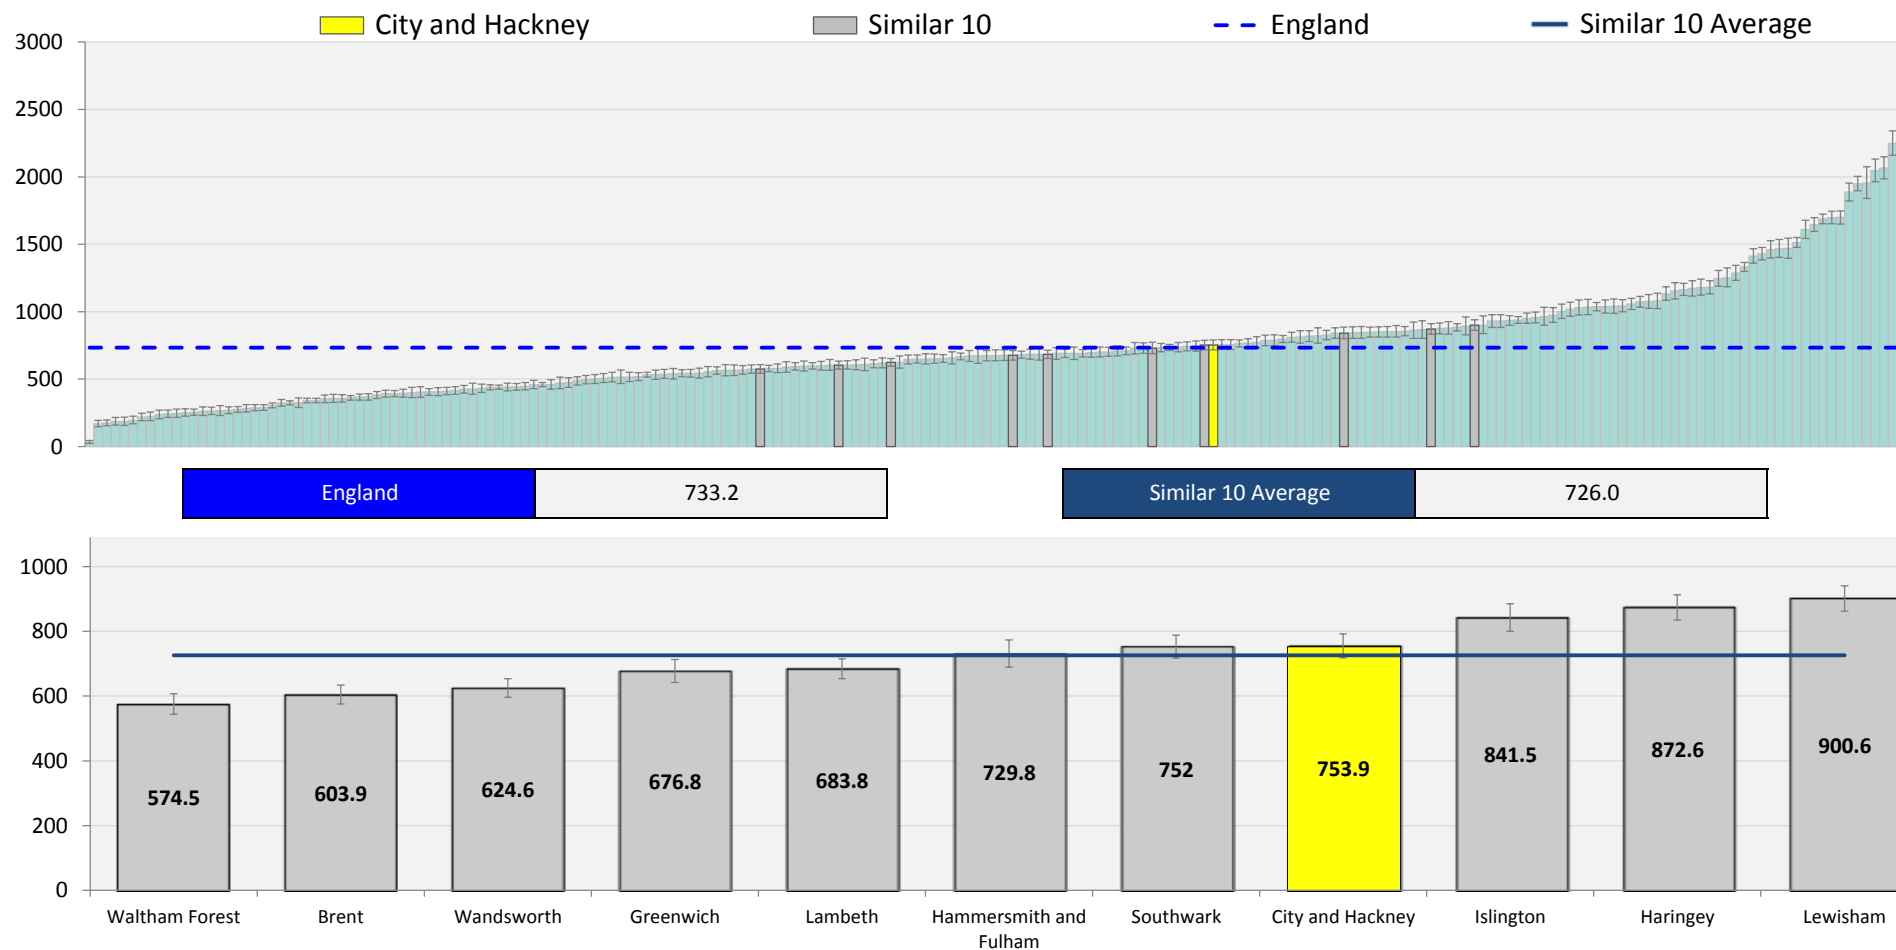 City and Hackney
Similar 10
England
Similar 10 Average
3000
2500
2000
1500
1000
500
0
England 733.2
Similar 10 Average 726.0
1000
800
600
400
200
0
574.5
603.9
624.6
676.8
683.8
729.8
752
753.9
841.5
872.6
900.6
Waltham Forest
Brent
Wandsworth
Greenwich
Lambeth
Hammersmith and
Fulham
Southwark
City and Hackney
Islington
Haringey
Lewisham